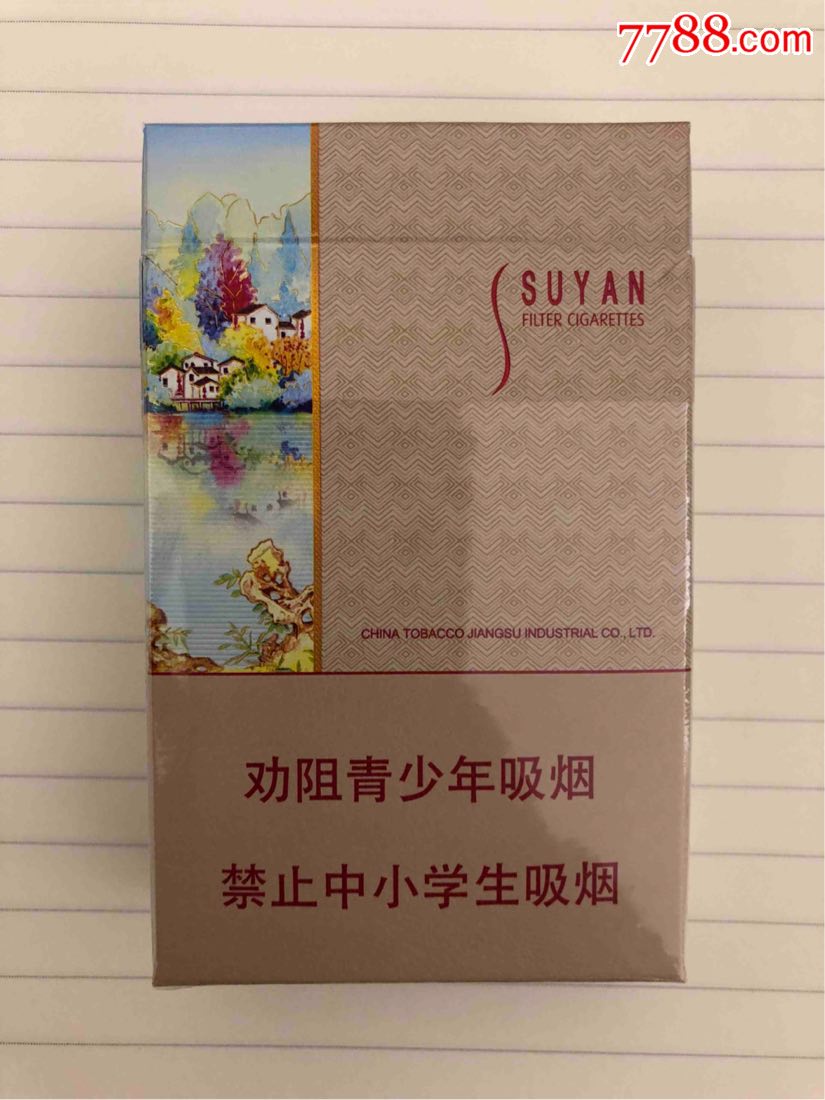 7788.com
SUYAN
FILTER CIGARETTES
CHINA TOBACCO JIANGSU INDUSTRIAL CO., LTD.
劝阻青少年吸烟
禁止中小学生吸烟